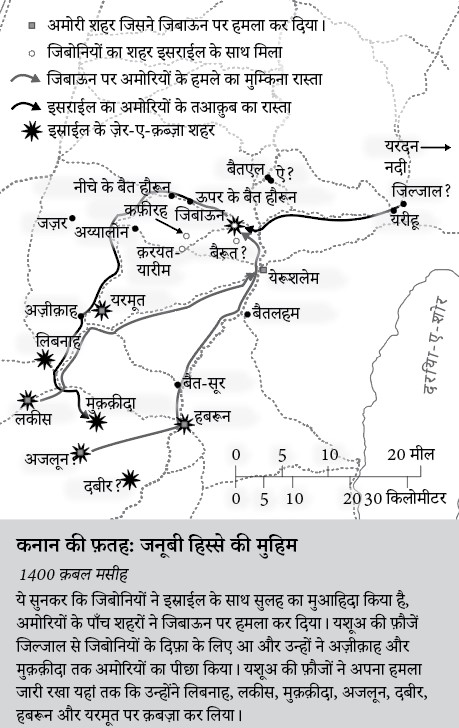 अमोरी शहर जिसने जिबाऊन पर हमला कर दिया।
जिबोनियों का शहर इसराईल के साथ मिला
जिबाऊन पर अमोरियों के हमले का मुम्किना रास्ता
इसराईल का अमोरियों के तआक़ुब का रास्ता
इस्राईल के ज़ेर-ए-क़ब्ज़ा शहर
यरदन
नदी
बैतएल
ऐ?
जिल्जाल?
नीचे के बैत हौरून
ऊपर के बैत हौरून
कफ़ीरह
जिबाऊन
यरीहू
जज़र
अय्यालोन
क़रयत-
यारीम
बैरूत?
येरूशलेम
यरमूत
अज़ीक़ाह
बैतलहम
लिबनाह
दरिया-ए-शोर
बैत-सूर
मुक़क़ीदा
लकीस
हबरून
अजलून?
दबीर?
0 5 10 20 मील
0 5 10 20 30 किलोमीटर
कनान की फ़तह: जनूबी हिस्से की मुहिम
1400 क़बल मसीह
ये सुनकर कि जिबोनियों ने इस्राईल के साथ सुलह का मुआहिदा किया है,
अमोरियों के पाँच शहरों ने जिबाऊन पर हमला कर दिया। यशूअ की फ़ौजें
जिल्जाल से जिबोनियों के दिफ़ा के लिए आ और उन्होंने अज़ीक़ाह और
मुक़क़ीदा तक अमोरियों का पीछा किया। यशूअ की फ़ौजों ने अपना हमला
जारी रखा यहां तक कि उन्होंने लिबनाह, लकीस, मुक़क़ीदा, अजलून, दबीर,
हबरून और यरमूत पर क़बज़ा कर लिया।